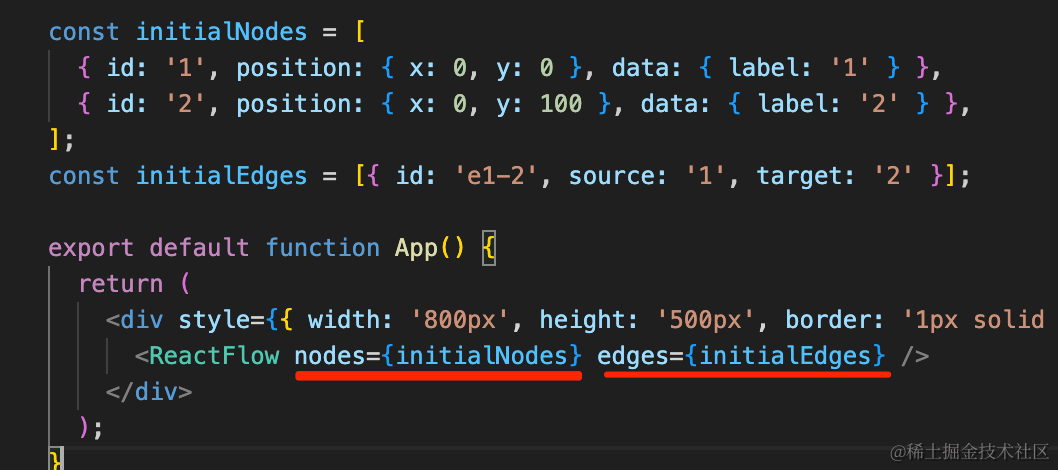 const initialNodes = [
  { id: '1', position: { x: 0, y: 0 }, data: { label: '1' } },
  { id: '2', position: { x: 0, y: 100 }, data: { label: '2' } },
];
const initialEdges = [{ id: 'e1-2', source: '1', target: '2' }];
export default function App() {
  return (
    <div style={{ width: '800px', height: '500px', border: '1px solid
      <ReactFlow nodes={initialNodes} edges={initialEdges} />
    </div>
  );
}
@稀土掘金技术社区